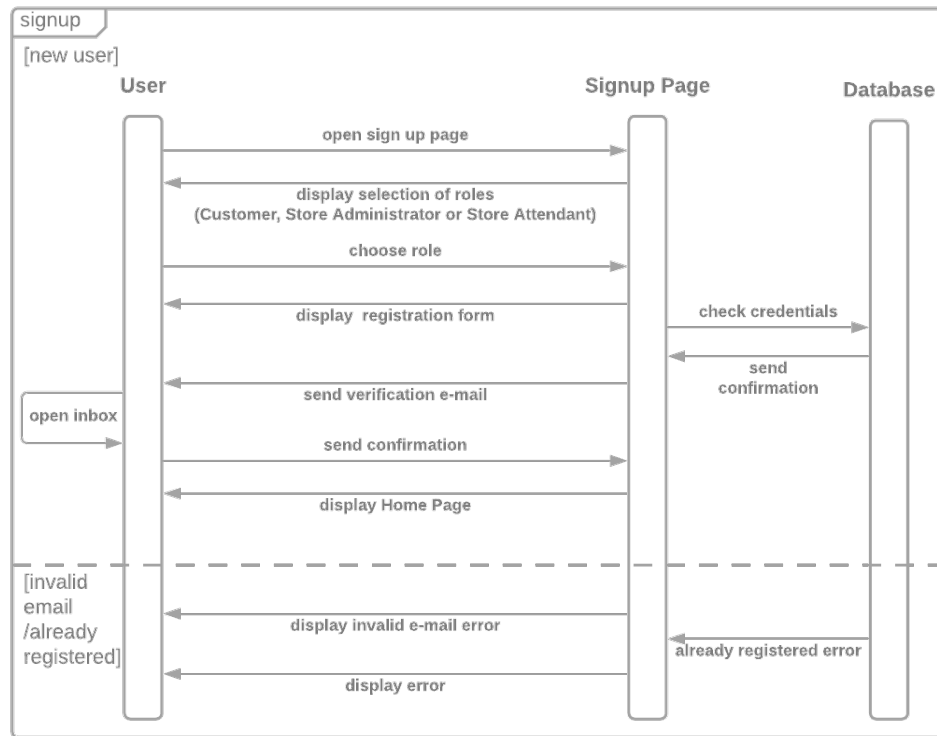 signup
[new user]
User
Signup Page
Database
open sign up page
display selection of roles
(Customer, Store Administrator or Store Attendant)
choose role
display registration form
check credentials
send
confirmation
send verification e-mail
open inbox
send confirmation
display Home Page
[invalid
email
/already
registered]
display invalid e-mail error
already registered error
display error